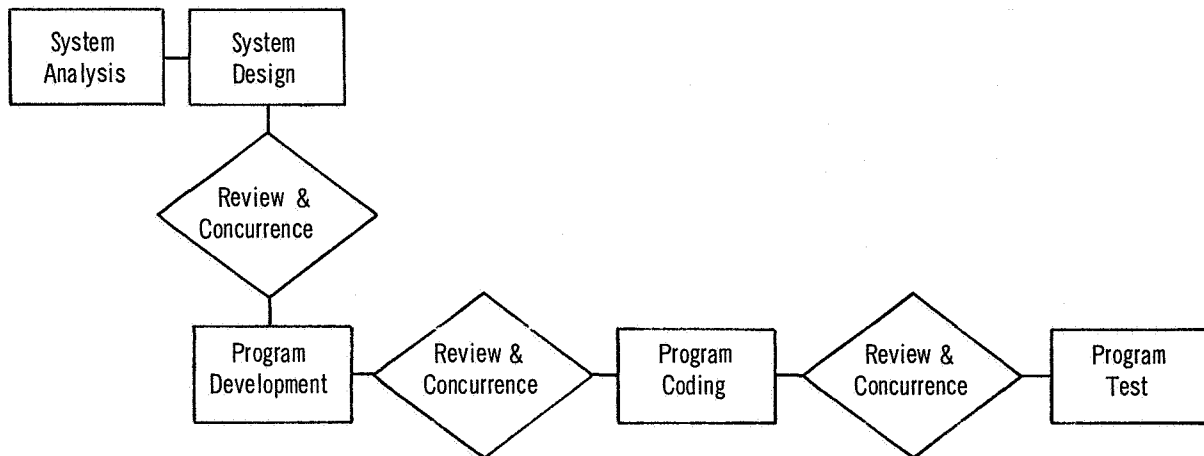 System
Analysis
System
Design
Review &
Concurrence
Program
Development
Review &
Concurrence
Program
Coding
Review &
Concurrence
Program
Test